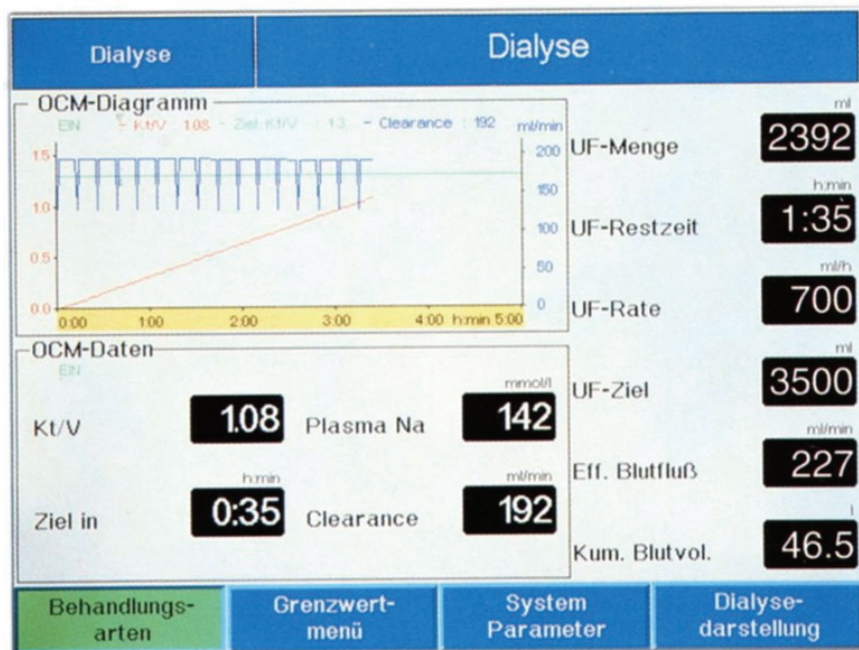 Dialyse
Dialyse
OCM-Diagramm
EIN - Kt/V 1.08 - Ziel Kt/V : 1.3 - Clearance : 192 ml/min
1.5
1.0
0.5
0.0
200
150
100
50
0
0:00 1:00 2:00 3:00 4:00 h:min 5:00
OCM-Daten
EIN
Kt/V 1.08
Plasma Na mmol/l 142
Ziel in h:min 0:35
Clearance ml/min 192
ml
UF-Menge 2392
h:min
UF-Restzeit 1:35
ml/h
UF-Rate 700
ml
UF-Ziel 3500
ml/min
Eff. Blutfluß 227
l
Kum. Blutvol. 46.5
Behandlungs-
arten
Grenzwert-
menü
System
Parameter
Dialyse-
darstellung